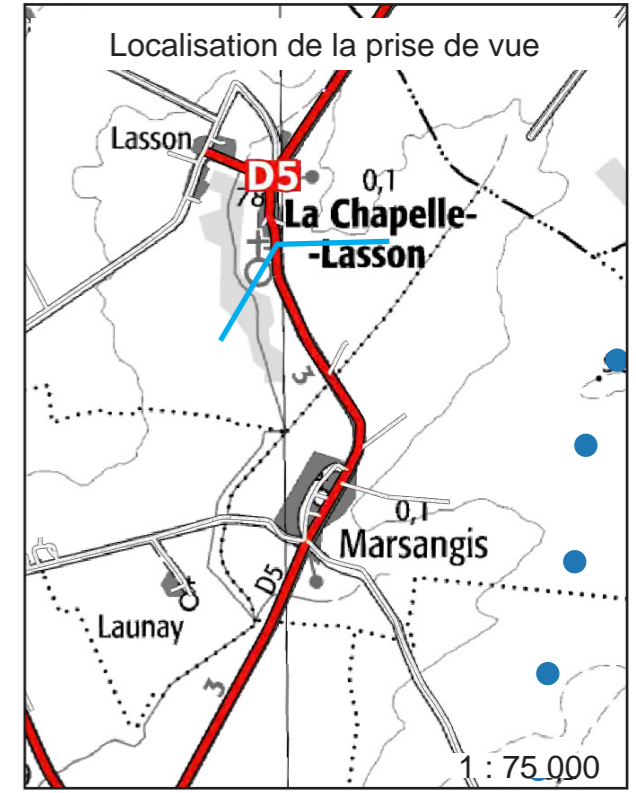 Localisation de la prise de vue
Lasson
D5
78
0,1
La Chapelle-
-Lasson
3
0,1
Marsangis
D5
Launay
3
1 : 75 000